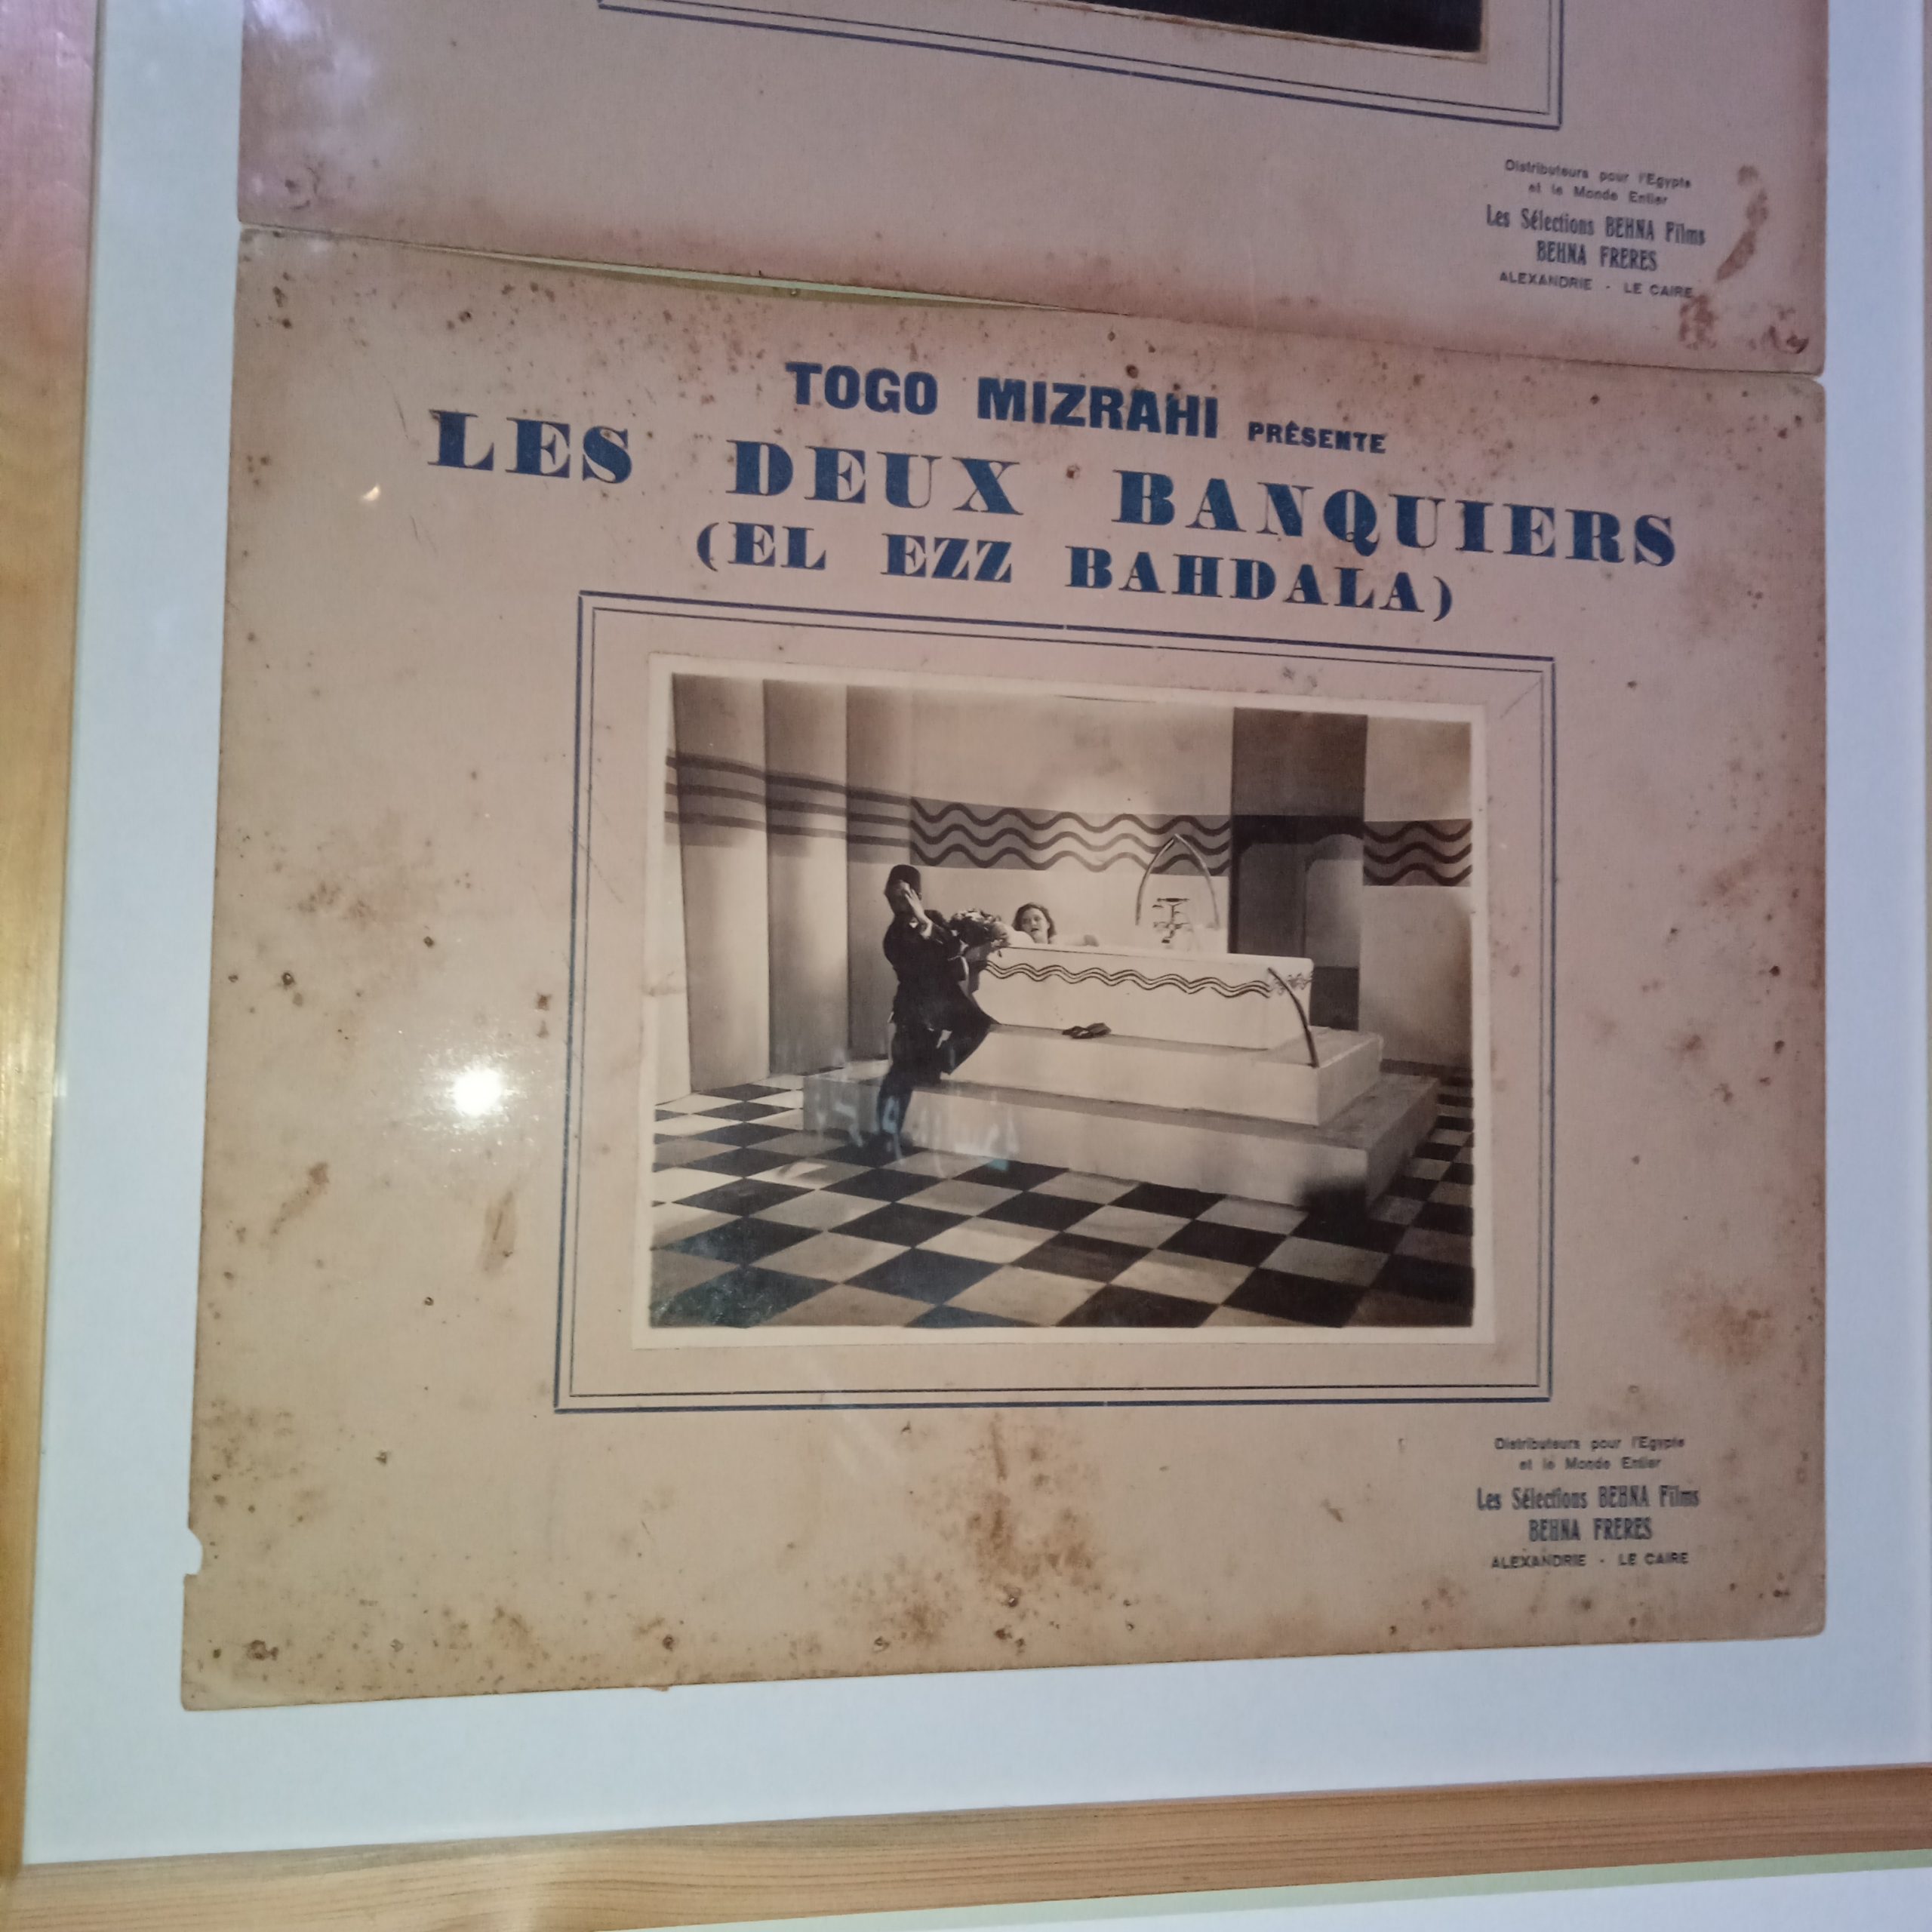 Distributeurs pour l'Egypte
et le Monde Entier
Les Sélections BEHNA Films
BEHNA FRERES
ALEXANDRIE - LE CAIRE
TOGO MIZRAHI PRÉSENTE
LES DEUX BANQUIERS
(EL EZZ BAHDALA)
Distributeurs pour l'Egypte
et le Monde Entier
Les Sélections BEHNA Films
BEHNA FRERES
ALEXANDRIE - LE CAIRE